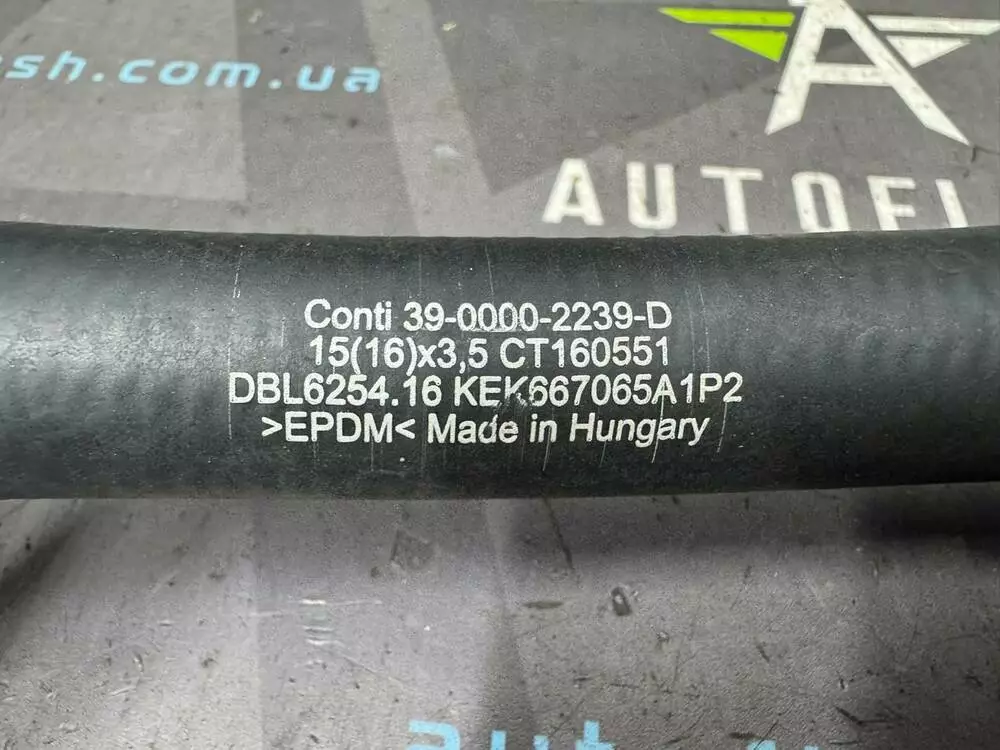 sh.com.ua
AUTOFL
Conti 39-0000-2239-D
15(16)x3,5 CT160551
DBL6254.16 KEK667065A1P2
>EPDM< Made in Hungary